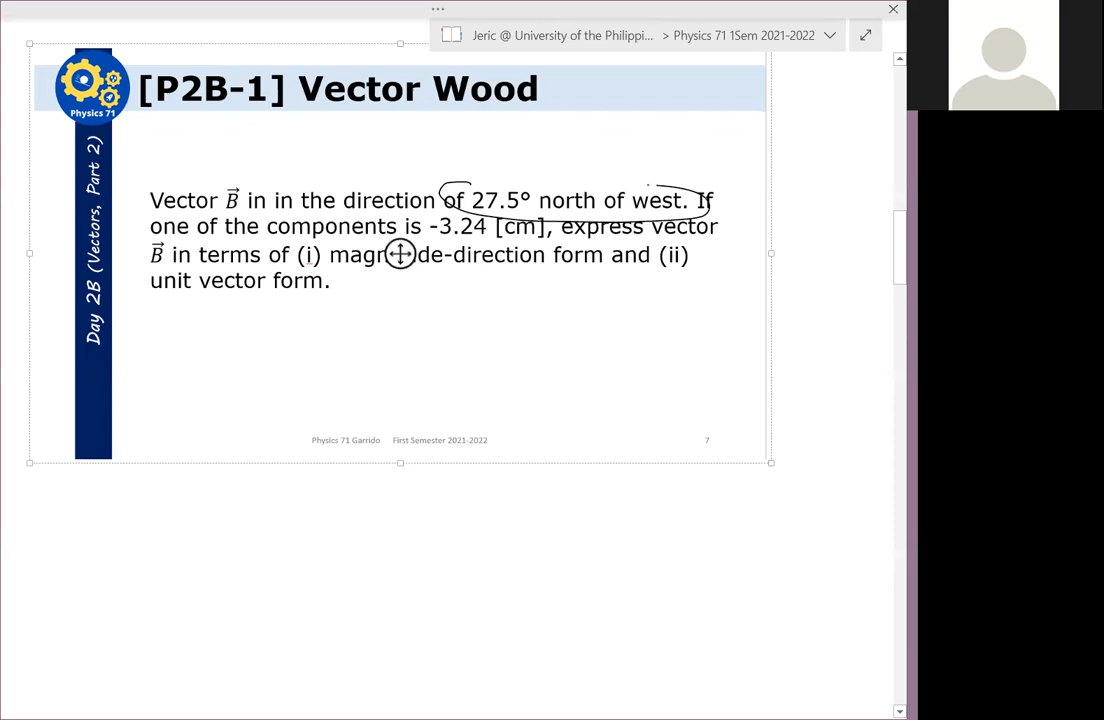 Jeric @ University of the Philippi... > Physics 71 1Sem 2021-2022
[P2B-1] Vector Wood
Physics 71
Day 2B (Vectors, Part 2)
Vector B⃗ in in the direction of 27.5° north of west. If
one of the components is -3.24 [cm], express vector
B⃗ in terms of (i) magn de-direction form and (ii)
unit vector form.
Physics 71 Garrido First Semester 2021-2022 7